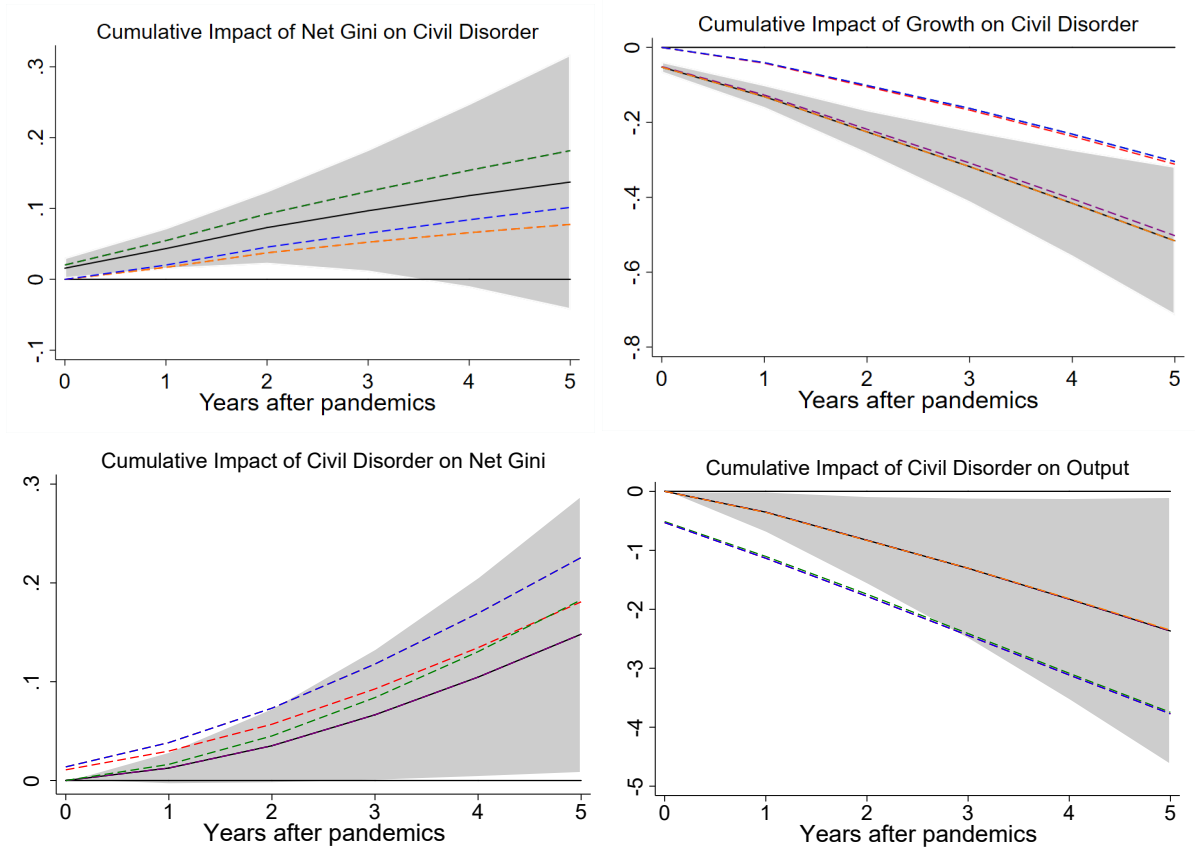 Cumulative Impact of Net Gini on Civil Disorder
.3
.2
.1
0
-.1
0 1 2 3 4 5
Years after pandemics
Cumulative Impact of Growth on Civil Disorder
0
-.2
-.4
-.6
-.8
0 1 2 3 4 5
Years after pandemics
Cumulative Impact of Civil Disorder on Net Gini
.3
.2
.1
0
0 1 2 3 4 5
Years after pandemics
Cumulative Impact of Civil Disorder on Output
0
-1
-2
-3
-4
-5
0 1 2 3 4 5
Years after pandemics